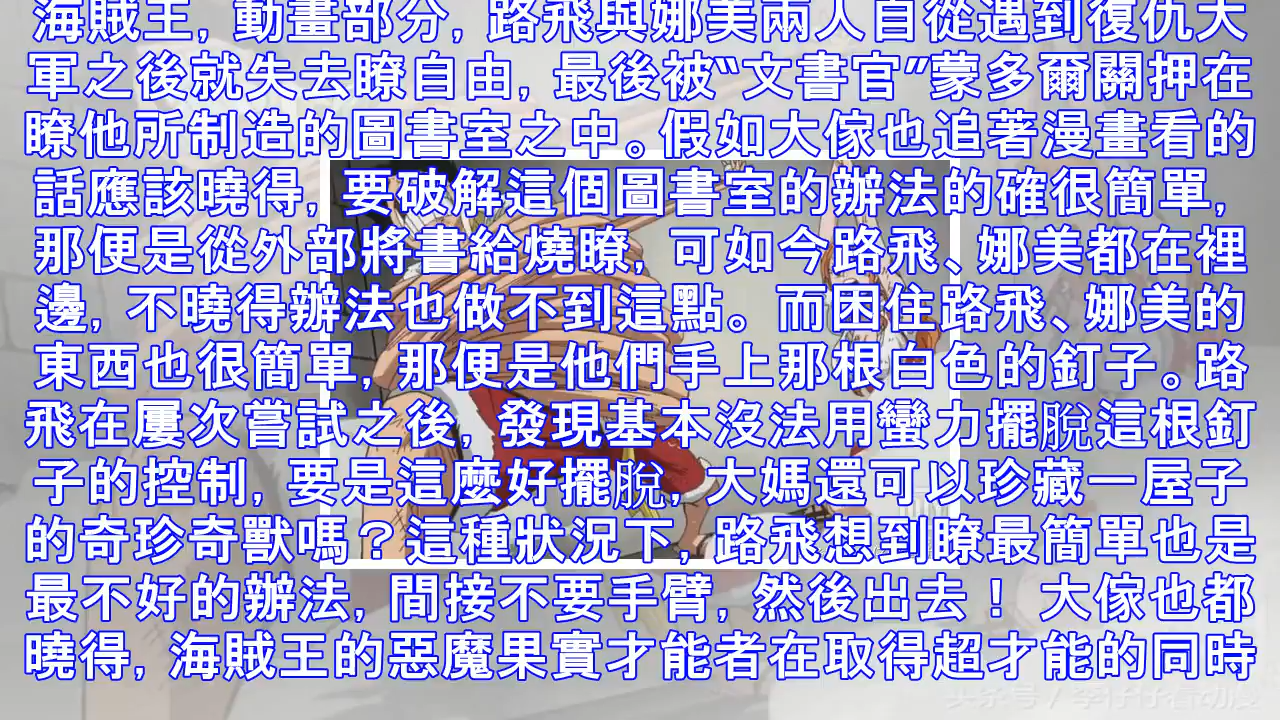 海賊王, 動畫部分, 路飛與娜美兩人自從遇到復仇大
軍之後就失去瞭自由, 最後被“文書官”蒙多爾關押在
瞭他所制造的圖書室之中。假如大傢也追著漫畫看的
話應該曉得, 要破解這個圖書室的辦法的確很簡單,
那便是從外部將書給燒瞭, 可如今路飛、娜美都在裡
邊, 不曉得辦法也做不到這點。而困住路飛、娜美的
東西也很簡單, 那便是他們手上那根白色的釘子。路
飛在屢次嘗試之後, 發現基本沒法用蠻力擺脫這根釘
子的控制, 要是這麼好擺脫, 大媽還可以珍藏一屋子
的奇珍奇獸嗎？這種狀況下, 路飛想到瞭最簡單也是
最不好的辦法, 間接不要手臂, 然後出去！ 大傢也都
曉得, 海賊王的惡魔果實才能者在取得超才能的同時
头条号 / 李仔仔看动漫